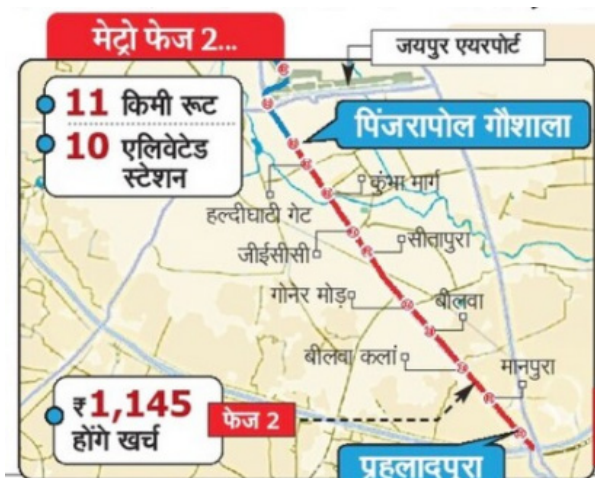 मेट्रो फेज 2...
जयपुर एयरपोर्ट
11 किमी रूट
10 एलिवेटेड
स्टेशन
पिंजरापोल गौशाला
कुंभा मार्ग
हल्दीघाटी गेट
जीईसीसी
सीतापुरा
गोनेर मोड़
बीलवा
बीलवा कलां
मानपुरा
₹1,145
होंगे खर्च
फेज 2
प्रहलादपुरा